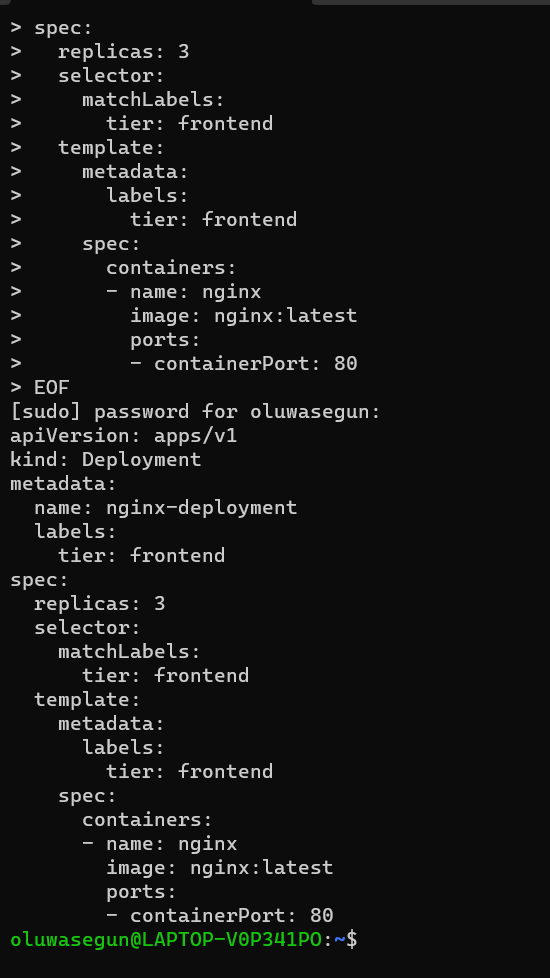 > spec:
>   replicas: 3
>   selector:
>     matchLabels:
>       tier: frontend
>   template:
>     metadata:
>       labels:
>         tier: frontend
>     spec:
>       containers:
>       - name: nginx
>         image: nginx:latest
>         ports:
>         - containerPort: 80
> EOF
[sudo] password for oluwasegun:
apiVersion: apps/v1
kind: Deployment
metadata:
  name: nginx-deployment
  labels:
    tier: frontend
spec:
  replicas: 3
  selector:
    matchLabels:
      tier: frontend
  template:
    metadata:
      labels:
        tier: frontend
    spec:
      containers:
      - name: nginx
        image: nginx:latest
        ports:
        - containerPort: 80
oluwasegun@LAPTOP-V0P341PO:~$